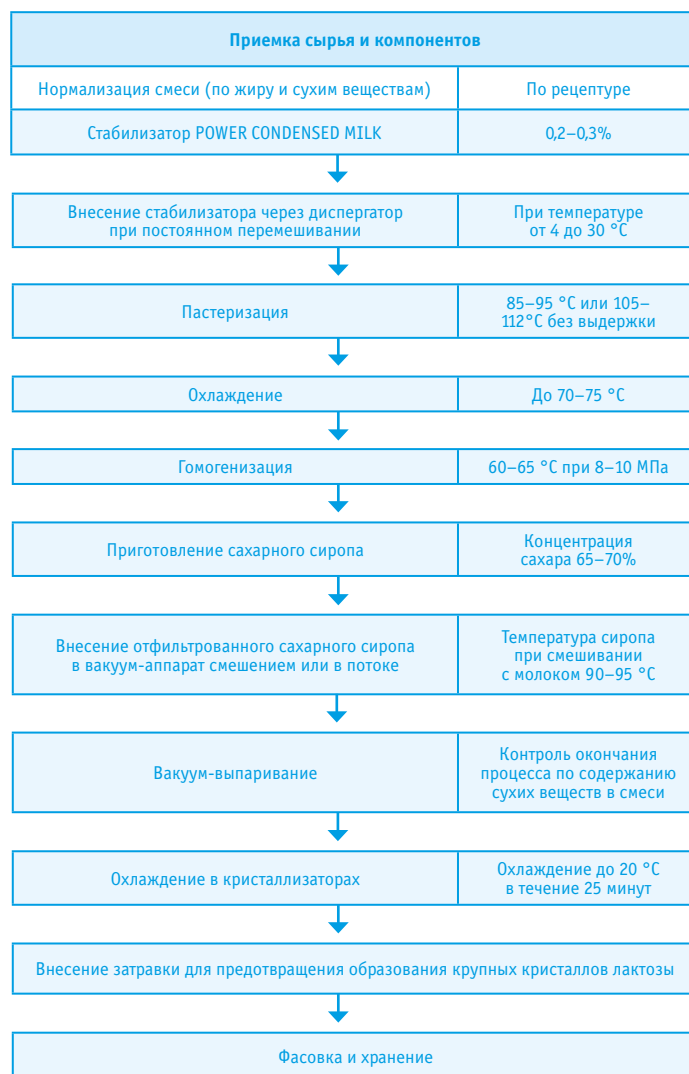 Приемка сырья и компонентов
Нормализация смеси (по жиру и сухим веществам)
По рецептуре
Стабилизатор POWER CONDENSED MILK
0,2–0,3%
Внесение стабилизатора через диспергатор
при постоянном перемешивании
При температуре
от 4 до 30 °С
Пастеризация
85–95 °С или 105–
112°С без выдержки
Охлаждение
До 70–75 °С
Гомогенизация
60–65 °С при 8–10 МПа
Приготовление сахарного сиропа
Концентрация
сахара 65–70%
Внесение отфильтрованного сахарного сиропа
в вакуум-аппарат смешением или в потоке
Температура сиропа
при смешивании
с молоком 90–95 °С
Вакуум-выпаривание
Контроль окончания
процесса по содержанию
сухих веществ в смеси
Охлаждение в кристаллизаторах
Охлаждение до 20 °С
в течение 25 минут
Внесение затравки для предотвращения образования крупных кристаллов лактозы
Фасовка и хранение